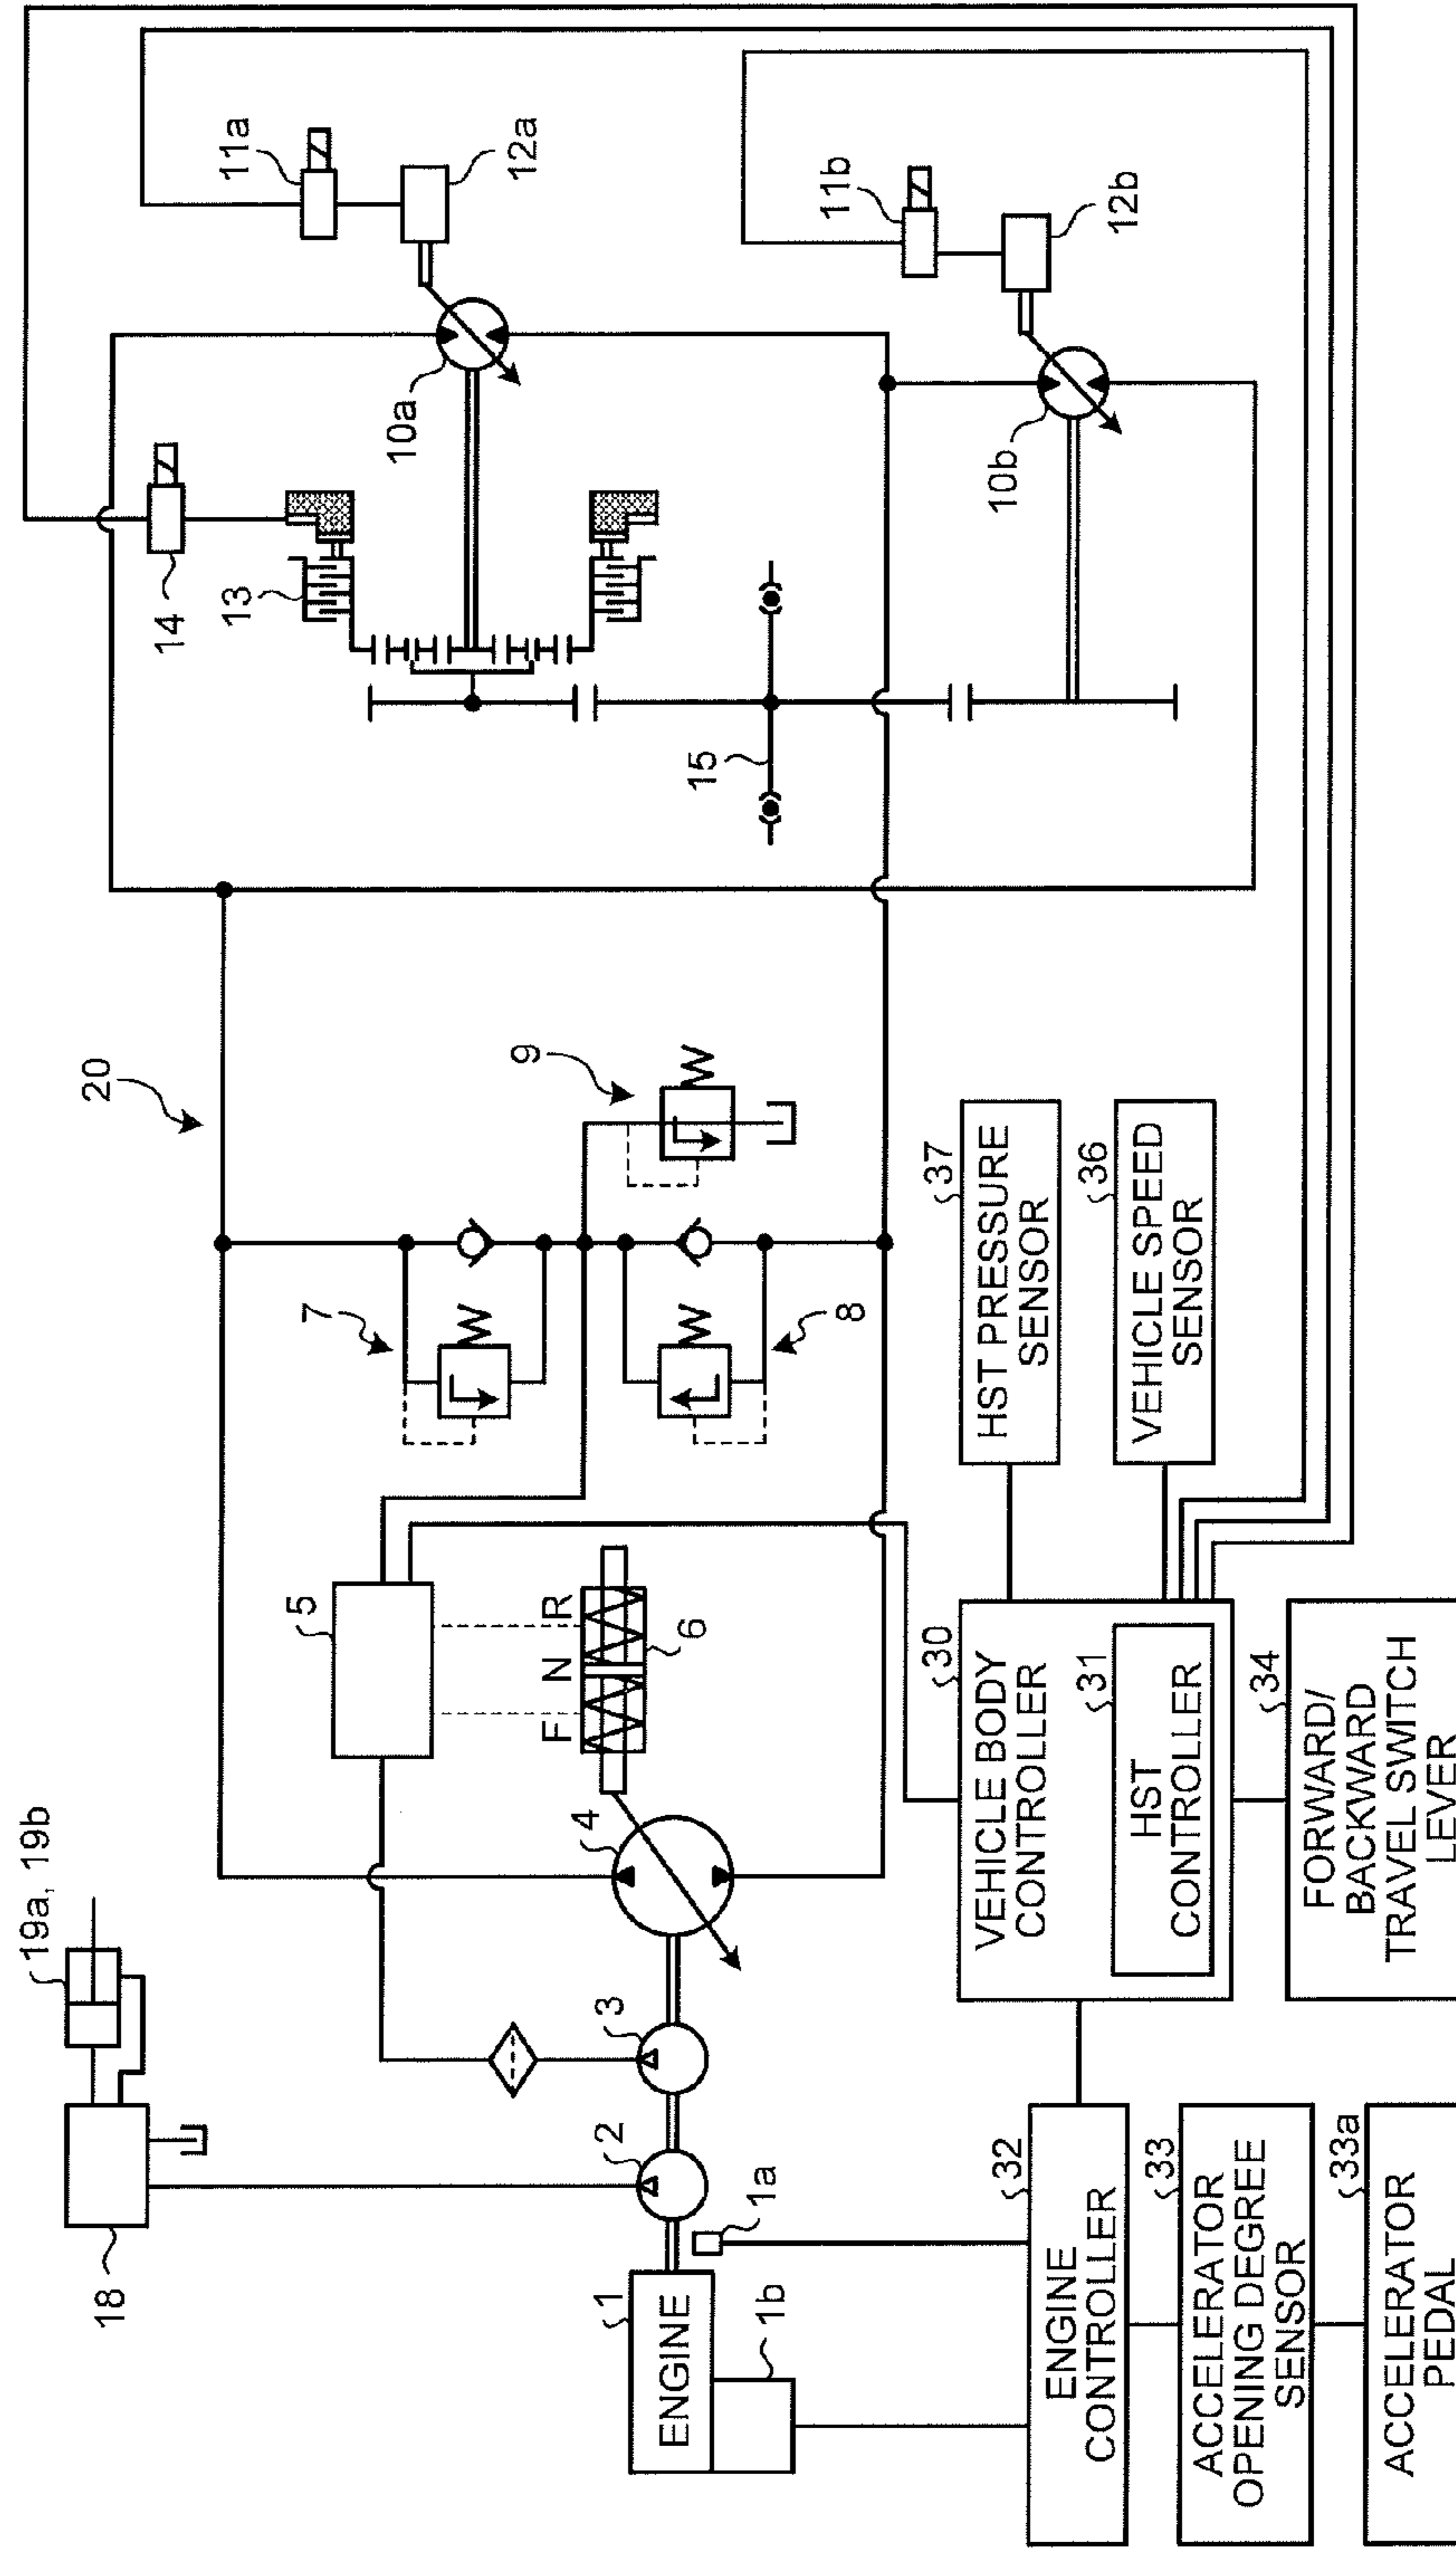 19a, 19b
18
20
5
F N R
6
7
8
9
4
3
2
1
ENGINE
1a
1b
14
13
11a
12a
10a
15
11b
12b
10b
37
HST PRESSURE
SENSOR
36
VEHICLE SPEED
SENSOR
30
VEHICLE BODY
CONTROLLER
31
HST
CONTROLLER
34
FORWARD/
BACKWARD
TRAVEL SWITCH
LEVER
32
ENGINE
CONTROLLER
33
ACCELERATOR
OPENING DEGREE
SENSOR
33a
ACCELERATOR
PEDAL